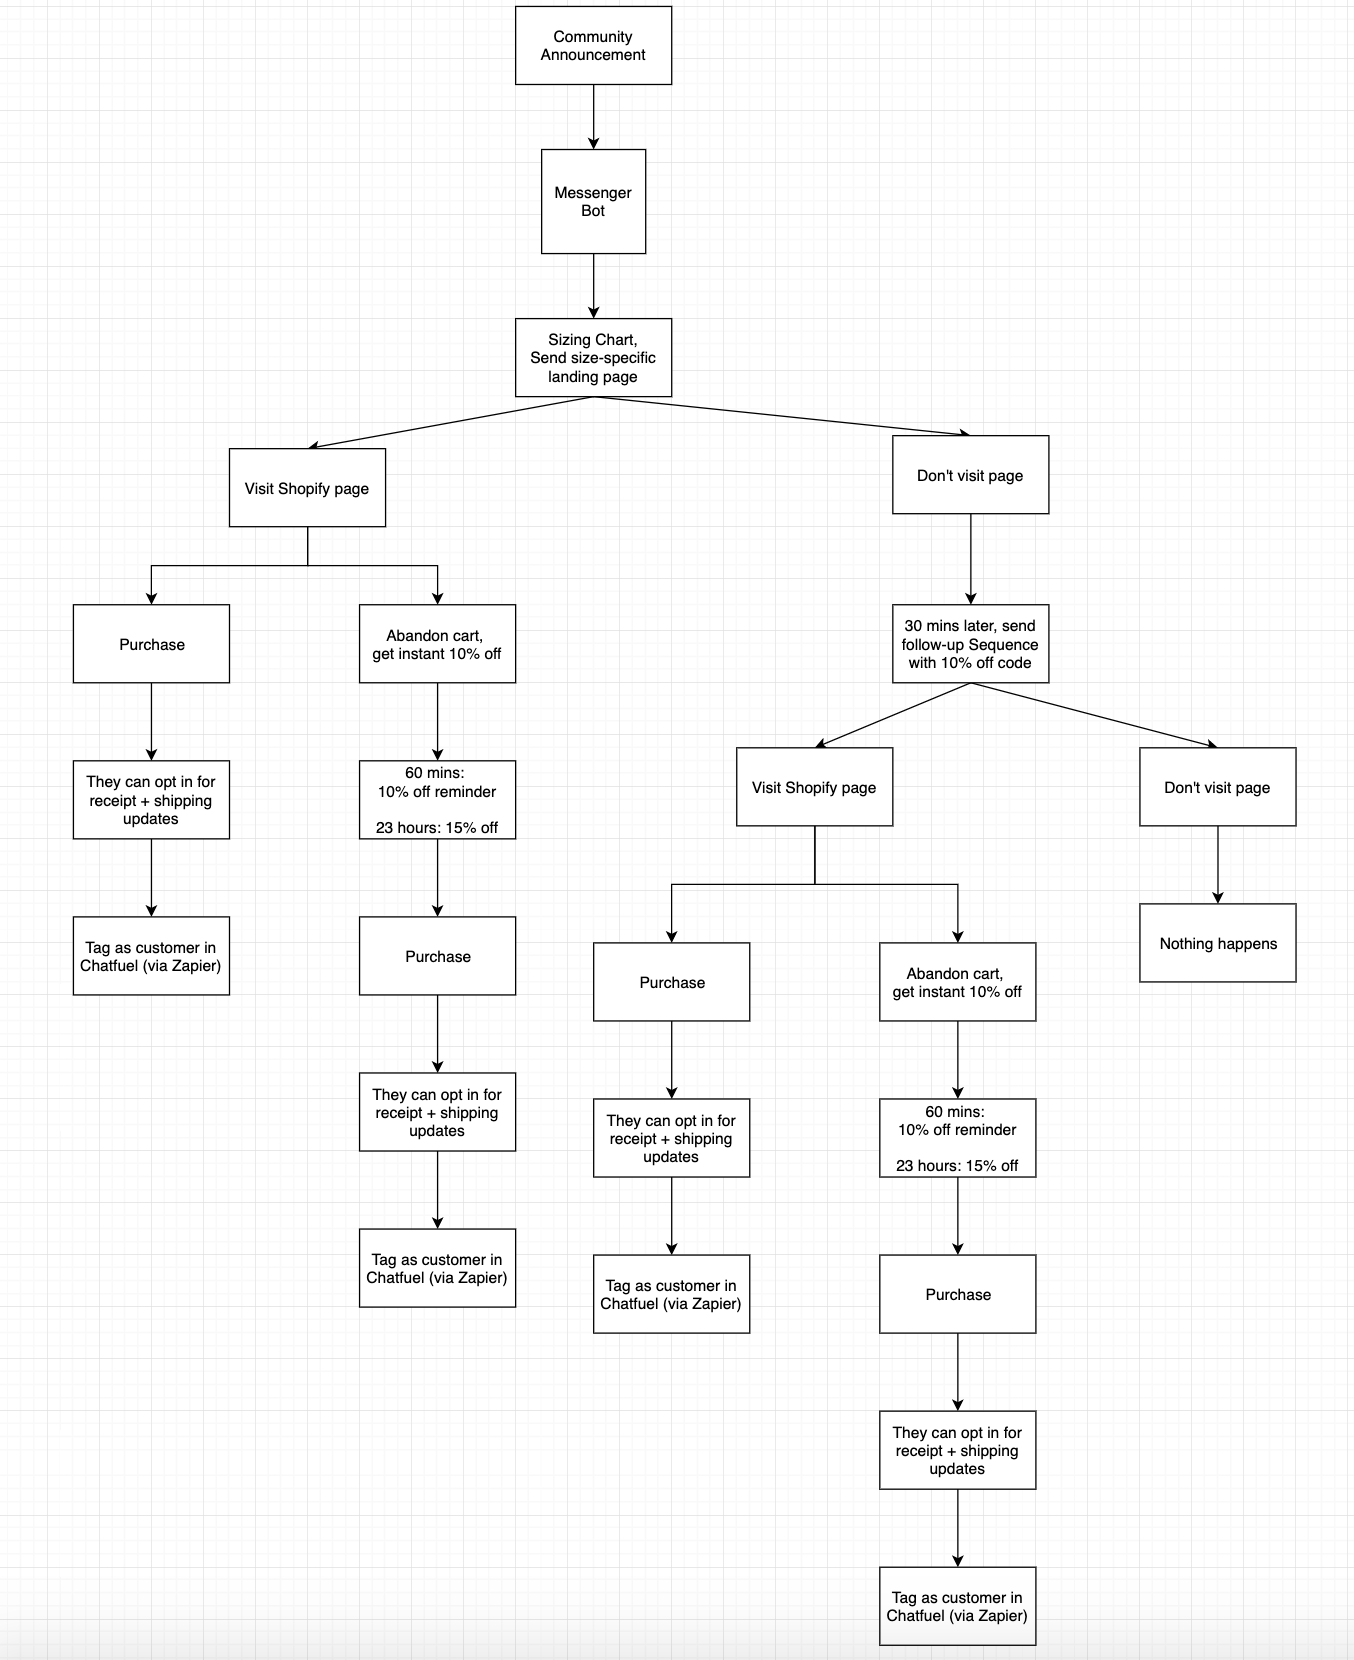 Community
Announcement
Messenger
Bot
Sizing Chart,
Send size-specific
landing page
Visit Shopify page
Don't visit page
Purchase
Abandon cart,
get instant 10% off
30 mins later, send
follow-up Sequence
with 10% off code
They can opt in for
receipt + shipping
updates
60 mins:
10% off reminder
23 hours: 15% off
Visit Shopify page
Don't visit page
Tag as customer in
Chatfuel (via Zapier)
Purchase
Purchase
Abandon cart,
get instant 10% off
Nothing happens
They can opt in for
receipt + shipping
updates
They can opt in for
receipt + shipping
updates
60 mins:
10% off reminder
23 hours: 15% off
Tag as customer in
Chatfuel (via Zapier)
Tag as customer in
Chatfuel (via Zapier)
Purchase
They can opt in for
receipt + shipping
updates
Tag as customer in
Chatfuel (via Zapier)